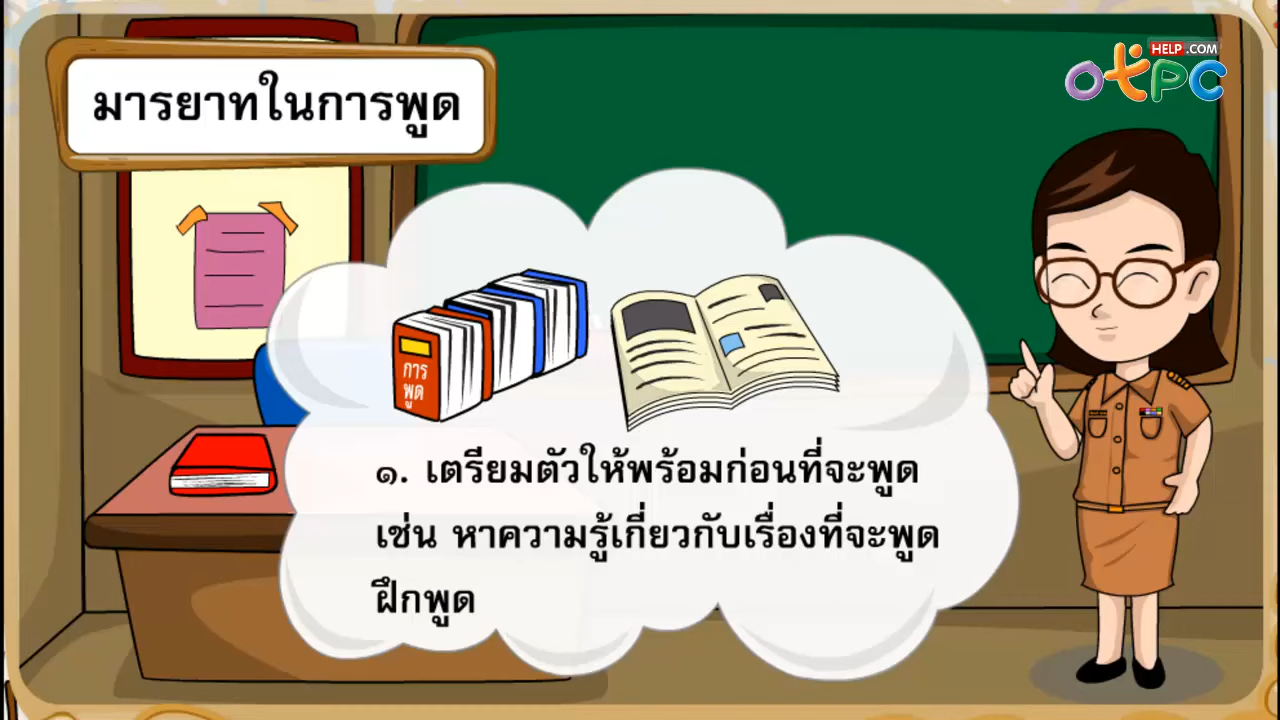 มารยาทในการพูด
HELP.COM
OTPC
การ
พูด
๑. เตรียมตัวให้พร้อมก่อนที่จะพูด
เช่น หาความรู้เกี่ยวกับเรื่องที่จะพูด
ฝึกพูด